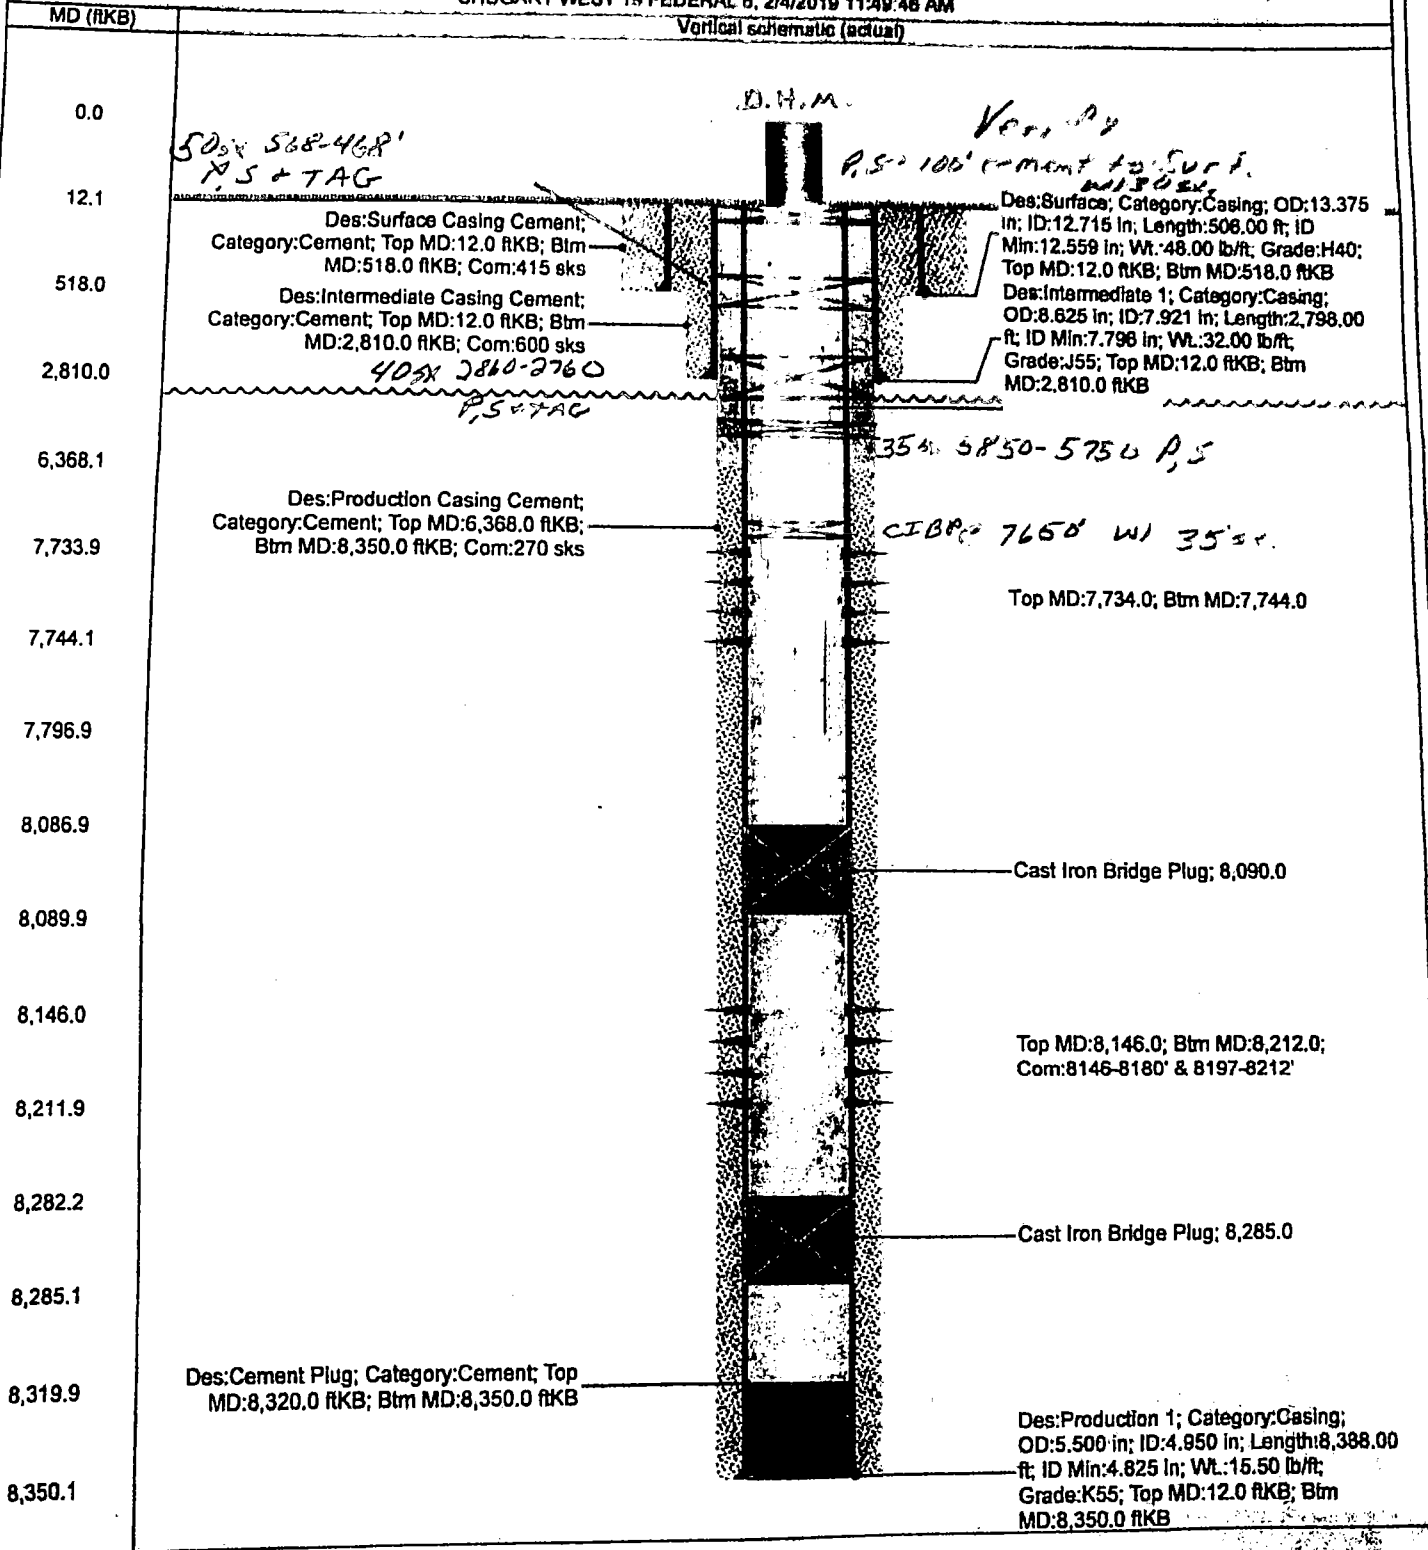 MD (ftKB)
WEST 19 FEDERAL 6, 2/4/2019 11:49:46 AM
Vertical schematic (actual)
0.0
D.H.M.
Verify
50sx 568-468'
P,S & TAG
P,S 100' cement to Surf.
w/30sx.
12.1
Des:Surface Casing Cement;
Category:Cement; Top MD:12.0 ftKB; Btm
MD:518.0 ftKB; Com:415 sks
Des:Surface; Category:Casing; OD:13.375
in; ID:12.715 in; Length:506.00 ft; ID
Min:12.559 in; Wt.:48.00 lb/ft; Grade:H40;
Top MD:12.0 ftKB; Btm MD:518.0 ftKB
518.0
Des:Intermediate Casing Cement;
Category:Cement; Top MD:12.0 ftKB; Btm
MD:2,810.0 ftKB; Com:600 sks
Des:Intermediate 1; Category:Casing;
OD:8.625 in; ID:7.921 in; Length:2,798.00
ft; ID Min:7.796 in; Wt.:32.00 lb/ft;
Grade:J55; Top MD:12.0 ftKB; Btm
MD:2,810.0 ftKB
2,810.0
40sx 2860-2760
P,S & TAG
6,368.1
35sx 5850-5750 P,S
Des:Production Casing Cement;
Category:Cement; Top MD:6,368.0 ftKB;
Btm MD:8,350.0 ftKB; Com:270 sks
7,733.9
CIBP@ 7650' w/ 35sx.
Top MD:7,734.0; Btm MD:7,744.0
7,744.1
7,796.9
8,086.9
Cast Iron Bridge Plug; 8,090.0
8,089.9
8,146.0
Top MD:8,146.0; Btm MD:8,212.0;
Com:8146-8180' & 8197-8212'
8,211.9
8,282.2
Cast Iron Bridge Plug; 8,285.0
8,285.1
Des:Cement Plug; Category:Cement; Top
MD:8,320.0 ftKB; Btm MD:8,350.0 ftKB
8,319.9
Des:Production 1; Category:Casing;
OD:5.500 in; ID:4.950 in; Length:8,388.00
ft; ID Min:4.825 in; Wt.:15.50 lb/ft;
Grade:K55; Top MD:12.0 ftKB; Btm
MD:8,350.0 ftKB
8,350.1